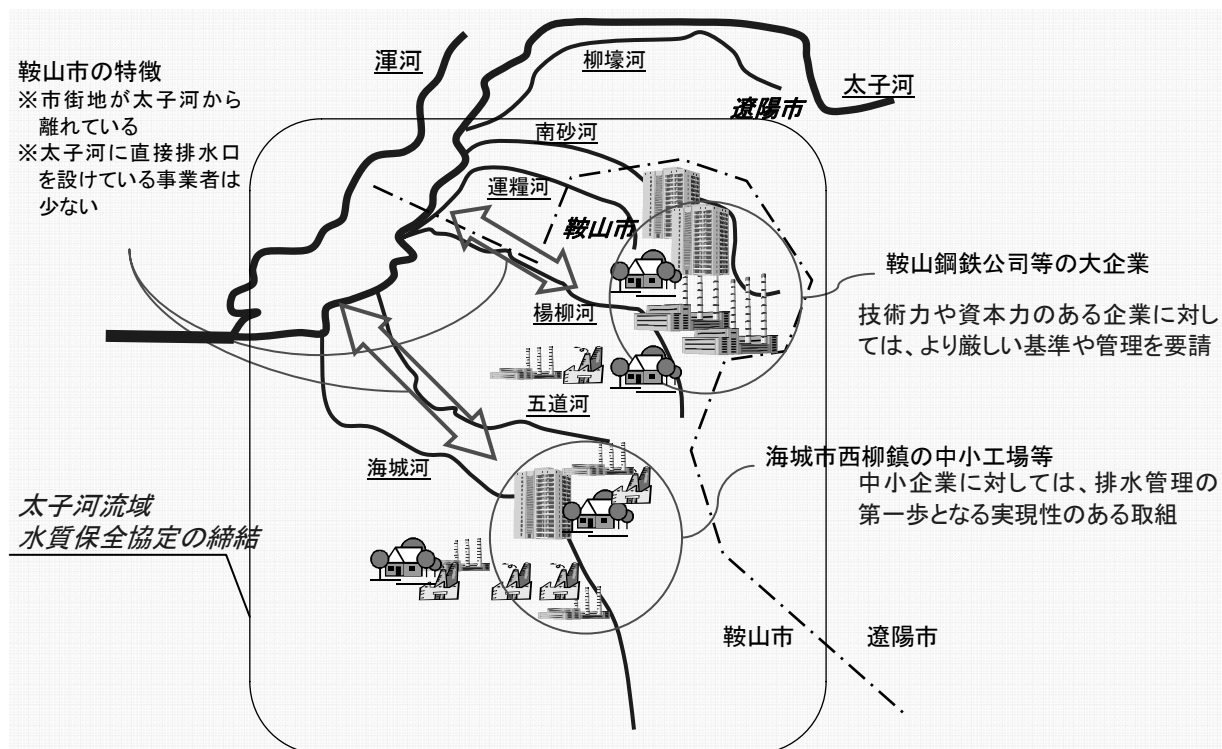 鞍山市の特徴
※市街地が太子河から
離れている
※太子河に直接排水口
を設けている事業者は
少ない
渾河
柳壕河
太子河
遼陽市
南砂河
運糧河
鞍山市
楊柳河
鞍山鋼鉄公司等の大企業
技術力や資本力のある企業に対し
ては、より厳しい基準や管理を要請
五道河
海城河
海城市西柳鎮の中小工場等
中小企業に対しては、排水管理の
第一歩となる実現性のある取組
太子河流域
水質保全協定の締結
鞍山市
遼陽市